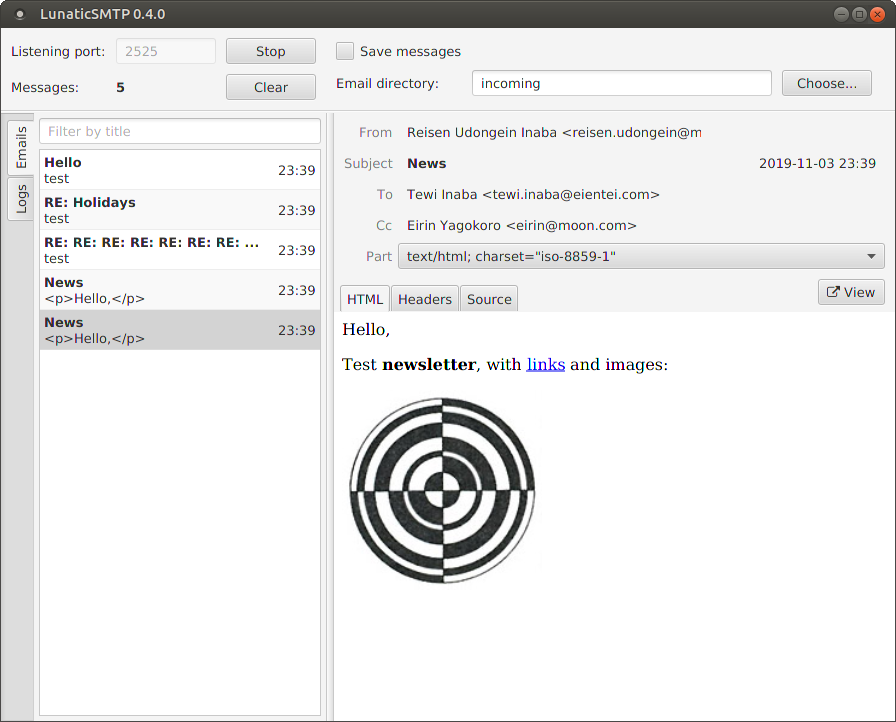 LunaticSMTP 0.4.0
Listening port: 2525 Stop Save messages
Messages: 5 Clear Email directory: incoming Choose...
Emails
Logs
Filter by title
Hello
test 23:39
RE: Holidays
test 23:39
RE: RE: RE: RE: RE: RE: RE: ...
test 23:39
News
<p>Hello,</p> 23:39
News
<p>Hello,</p> 23:39
From Reisen Udongein Inaba <reisen.udongein@m
Subject News 2019-11-03 23:39
To Tewi Inaba <tewi.inaba@eientei.com>
Cc Eirin Yagokoro <eirin@moon.com>
Part text/html; charset="iso-8859-1"
HTML Headers Source View
Hello,
Test newsletter, with links and images: